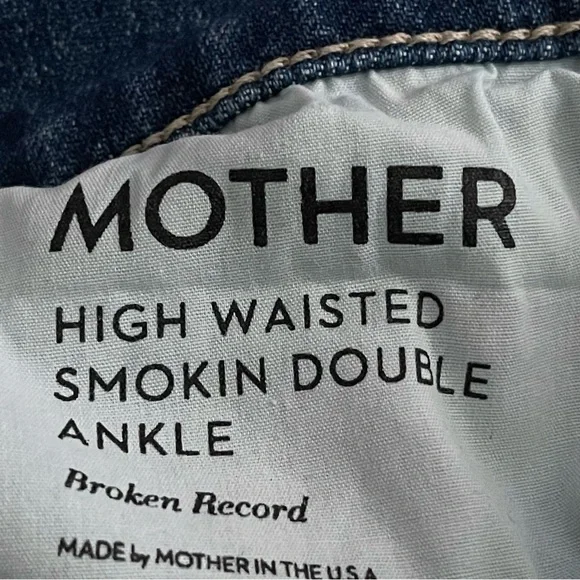 MOTHER
HIGH WAISTED
SMOKIN DOUBLE
ANKLE
Broken Record
MADE by MOTHER IN THE U.S.A